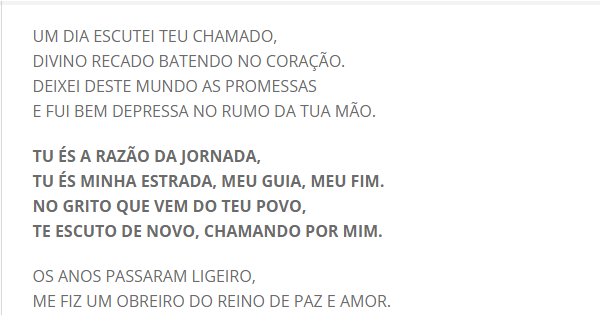 UM DIA ESCUTEI TEU CHAMADO,
DIVINO RECADO BATENDO NO CORAÇÃO.
DEIXEI DESTE MUNDO AS PROMESSAS
E FUI BEM DEPRESSA NO RUMO DA TUA MÃO.
TU ÉS A RAZÃO DA JORNADA,
TU ÉS MINHA ESTRADA, MEU GUIA, MEU FIM.
NO GRITO QUE VEM DO TEU POVO,
TE ESCUTO DE NOVO, CHAMANDO POR MIM.
OS ANOS PASSARAM LIGEIRO,
ME FIZ UM OBREIRO DO REINO DE PAZ E AMOR.